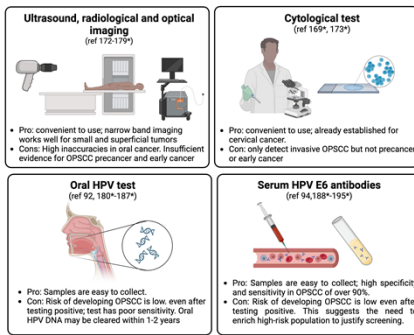 Ultrasound, radiological and optical
imaging
(ref 172-179*)
• Pro: convenient to use; narrow band imaging
works well for small and superficial tumors
• Cons: High inaccuracies in oral cancer. Insufficient
evidence for OPSCC precancer and early cancer
Cytological test
(ref 169*, 173*)
• Pro: convenient to use; already established for
cervical cancer.
• Con: only detect invasive OPSCC but not precancer
or early cancer
Oral HPV test
(ref 92, 180*-187*)
• Pro: Samples are easy to collect.
• Con: Risk of developing OPSCC is low. even after
testing positive; test has poor sensitivity. Oral
HPV DNA may be cleared within 1-2 years
Serum HPV E6 antibodies
(ref 94,188*-195*)
• Pro: Samples are easy to collect; high specificity
and sensitivity in OPSCC of over 90%.
• Con: Risk of developing OPSCC is low even after
testing positive. This suggests the need to
enrich high-risk population to justify screening.